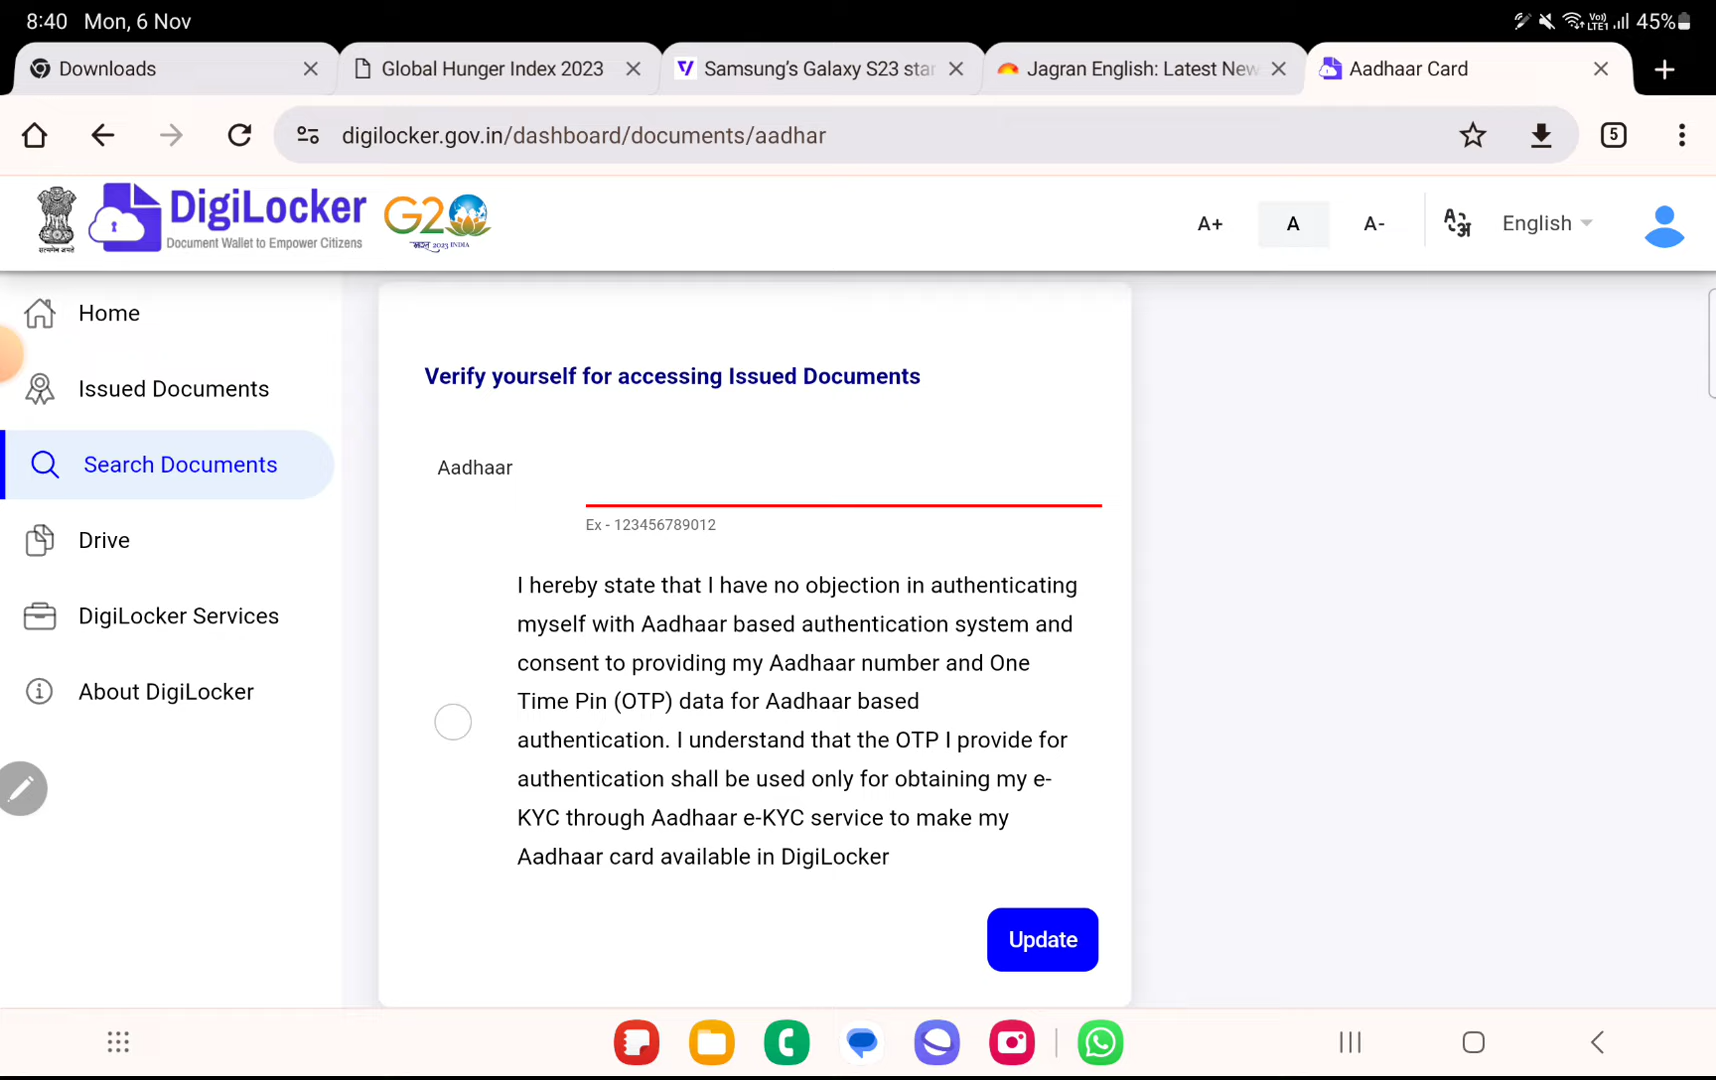 8:40 Mon, 6 Nov
45%
Downloads
Global Hunger Index 2023
Samsung's Galaxy S23 star
Jagran English: Latest New
Aadhaar Card
digilocker.gov.in/dashboard/documents/aadhar
5
DigiLocker
Document Wallet to Empower Citizens
G20
भारत 2023 INDIA
सत्यमेव जयते
A+
A
A-
English
Home
Issued Documents
Search Documents
Drive
DigiLocker Services
About DigiLocker
Verify yourself for accessing Issued Documents
Aadhaar
Ex - 123456789012
I hereby state that I have no objection in authenticating
myself with Aadhaar based authentication system and
consent to providing my Aadhaar number and One
Time Pin (OTP) data for Aadhaar based
authentication. I understand that the OTP I provide for
authentication shall be used only for obtaining my e-
KYC through Aadhaar e-KYC service to make my
Aadhaar card available in DigiLocker
Update